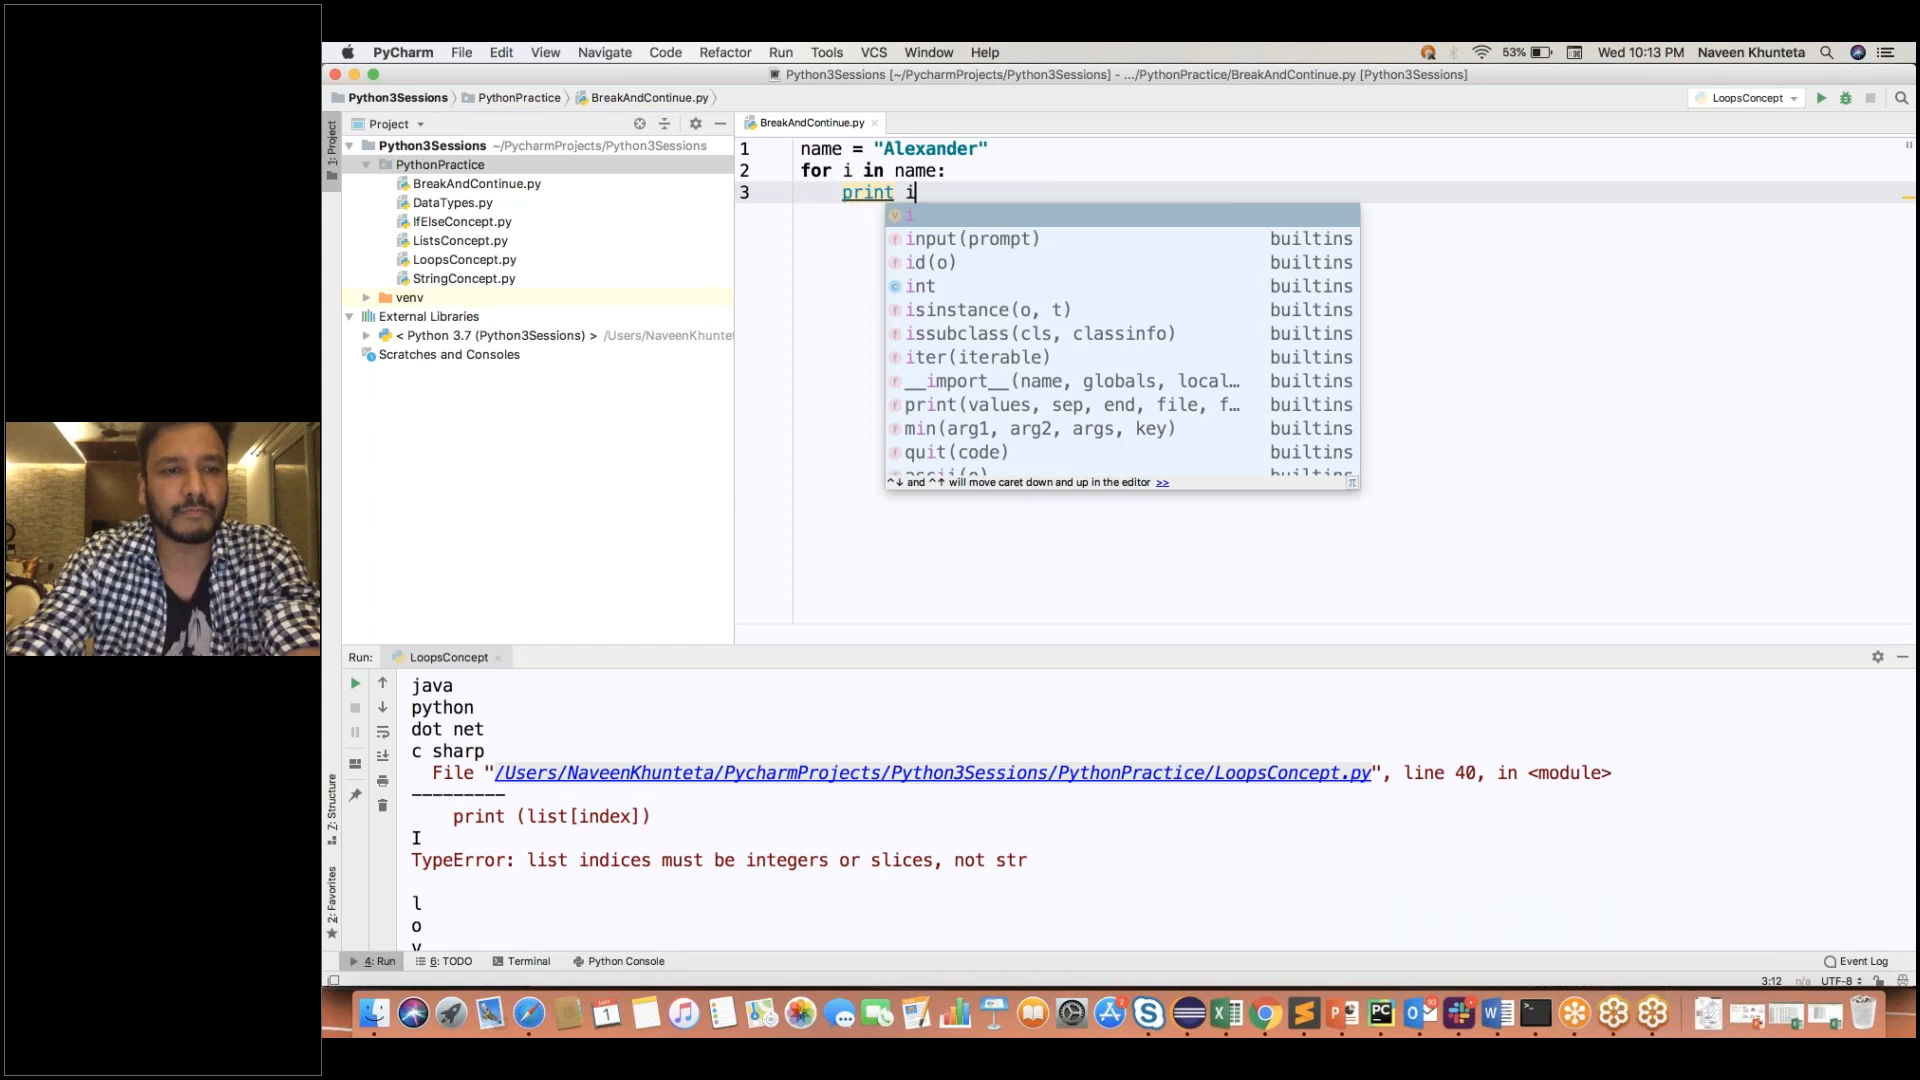 PyCharm File Edit View Navigate Code Refactor Run Tools VCS Window Help 53% Wed 10:13 PM Naveen Khunteta
Python3Sessions [~/PycharmProjects/Python3Sessions] - .../PythonPractice/BreakAndContinue.py [Python3Sessions]
Python3Sessions PythonPractice BreakAndContinue.py LoopsConcept
Project BreakAndContinue.py
1: Project
Python3Sessions ~/PycharmProjects/Python3Sessions
PythonPractice
BreakAndContinue.py
DataTypes.py
IfElseConcept.py
ListsConcept.py
LoopsConcept.py
StringConcept.py
venv
External Libraries
< Python 3.7 (Python3Sessions) > /Users/NaveenKhuntet
Scratches and Consoles
1 name = "Alexander"
2 for i in name:
3 print i
i
input(prompt) builtins
id(o) builtins
int builtins
isinstance(o, t) builtins
issubclass(cls, classinfo) builtins
iter(iterable) builtins
__import__(name, globals, local… builtins
print(values, sep, end, file, f… builtins
min(arg1, arg2, args, key) builtins
quit(code) builtins
ascii(o) builtins
^↓ and ^↑ will move caret down and up in the editor >>
Run: LoopsConcept
java
python
dot net
c sharp
File "/Users/NaveenKhunteta/PycharmProjects/Python3Sessions/PythonPractice/LoopsConcept.py", line 40, in <module>
---------
print (list[index])
I
TypeError: list indices must be integers or slices, not str
l
o
v
Z: Structure
2: Favorites
4: Run 6: TODO Terminal Python Console Event Log
3:12 n/a UTF-8